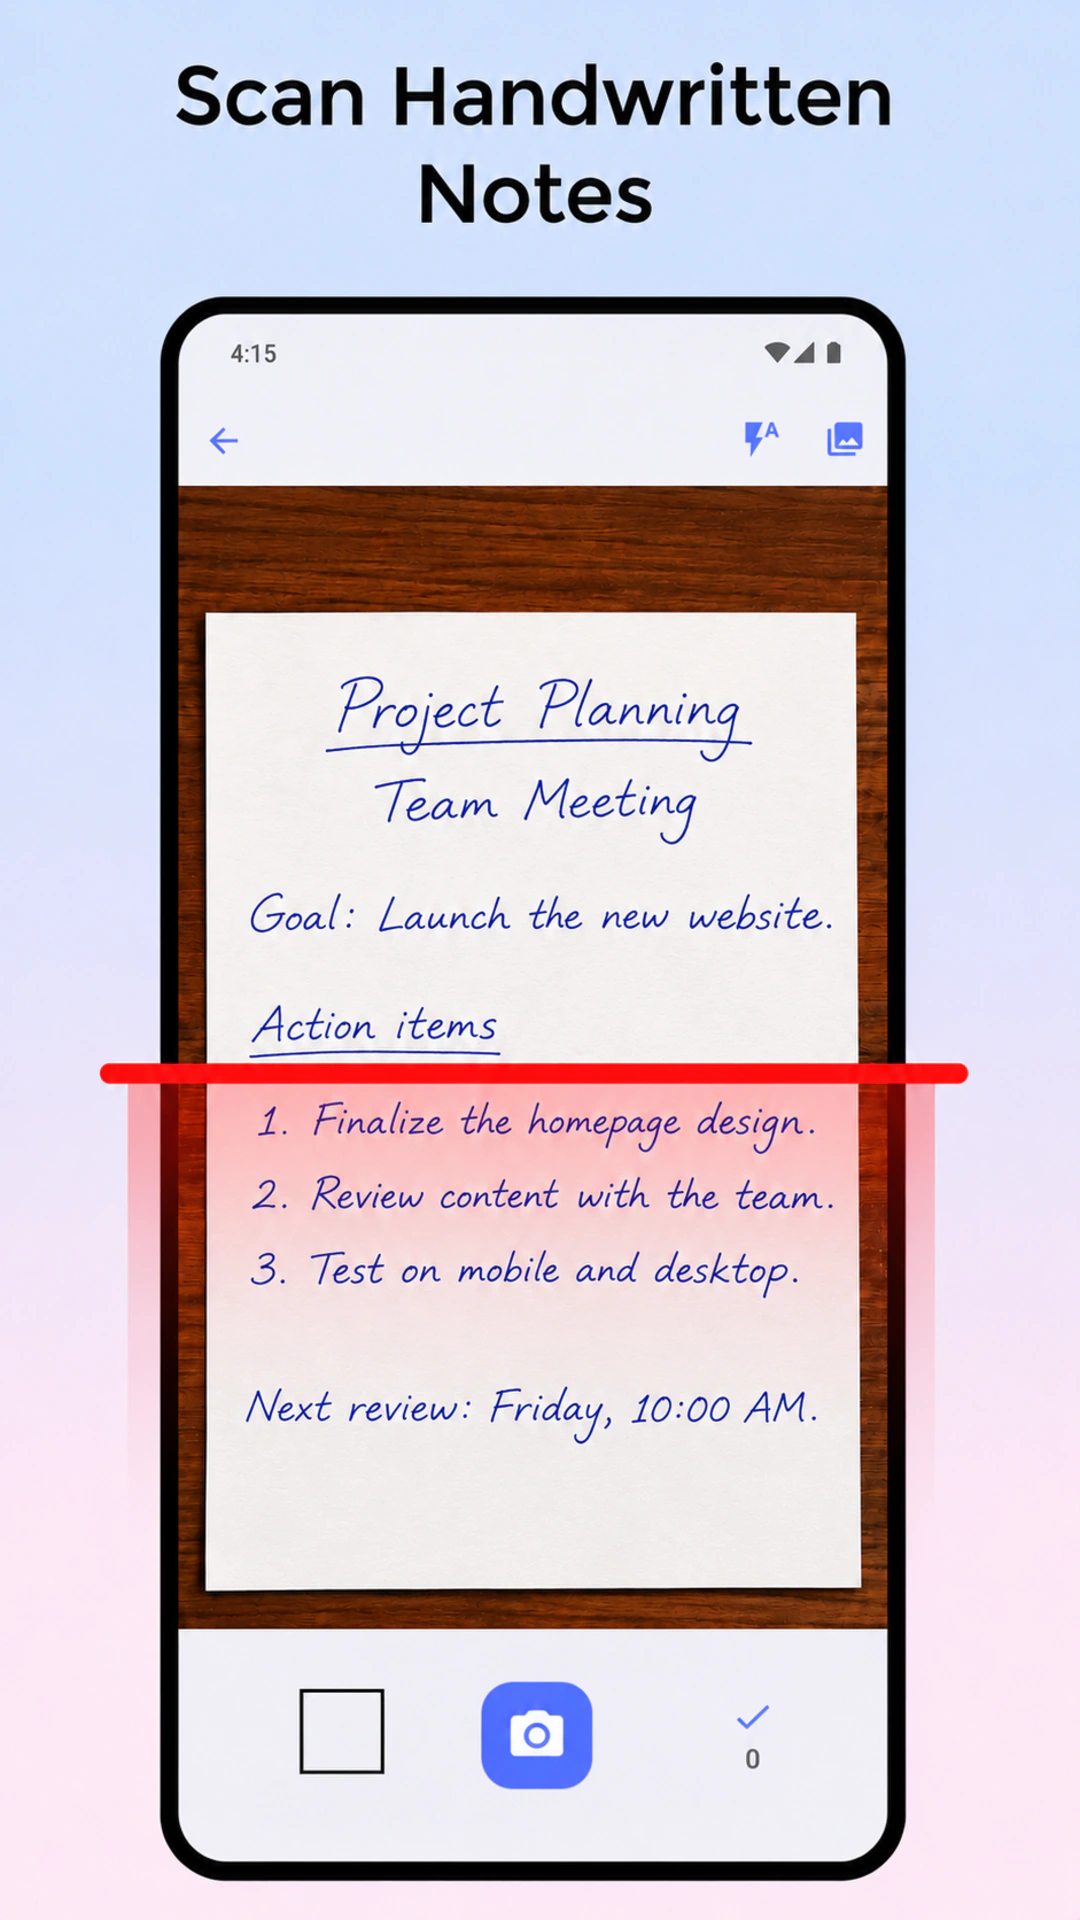 Scan Handwritten
Notes
4:15
A
Project Planning
Team Meeting
Goal: Launch the new website.
Action items
1. Finalize the homepage design.
2. Review content with the team.
3. Test on mobile and desktop.
Next review: Friday, 10:00 AM.
0